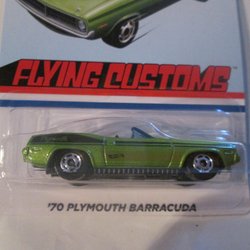 FLYING CUSTOMS
'70 PLYMOUTH BARRACUDA